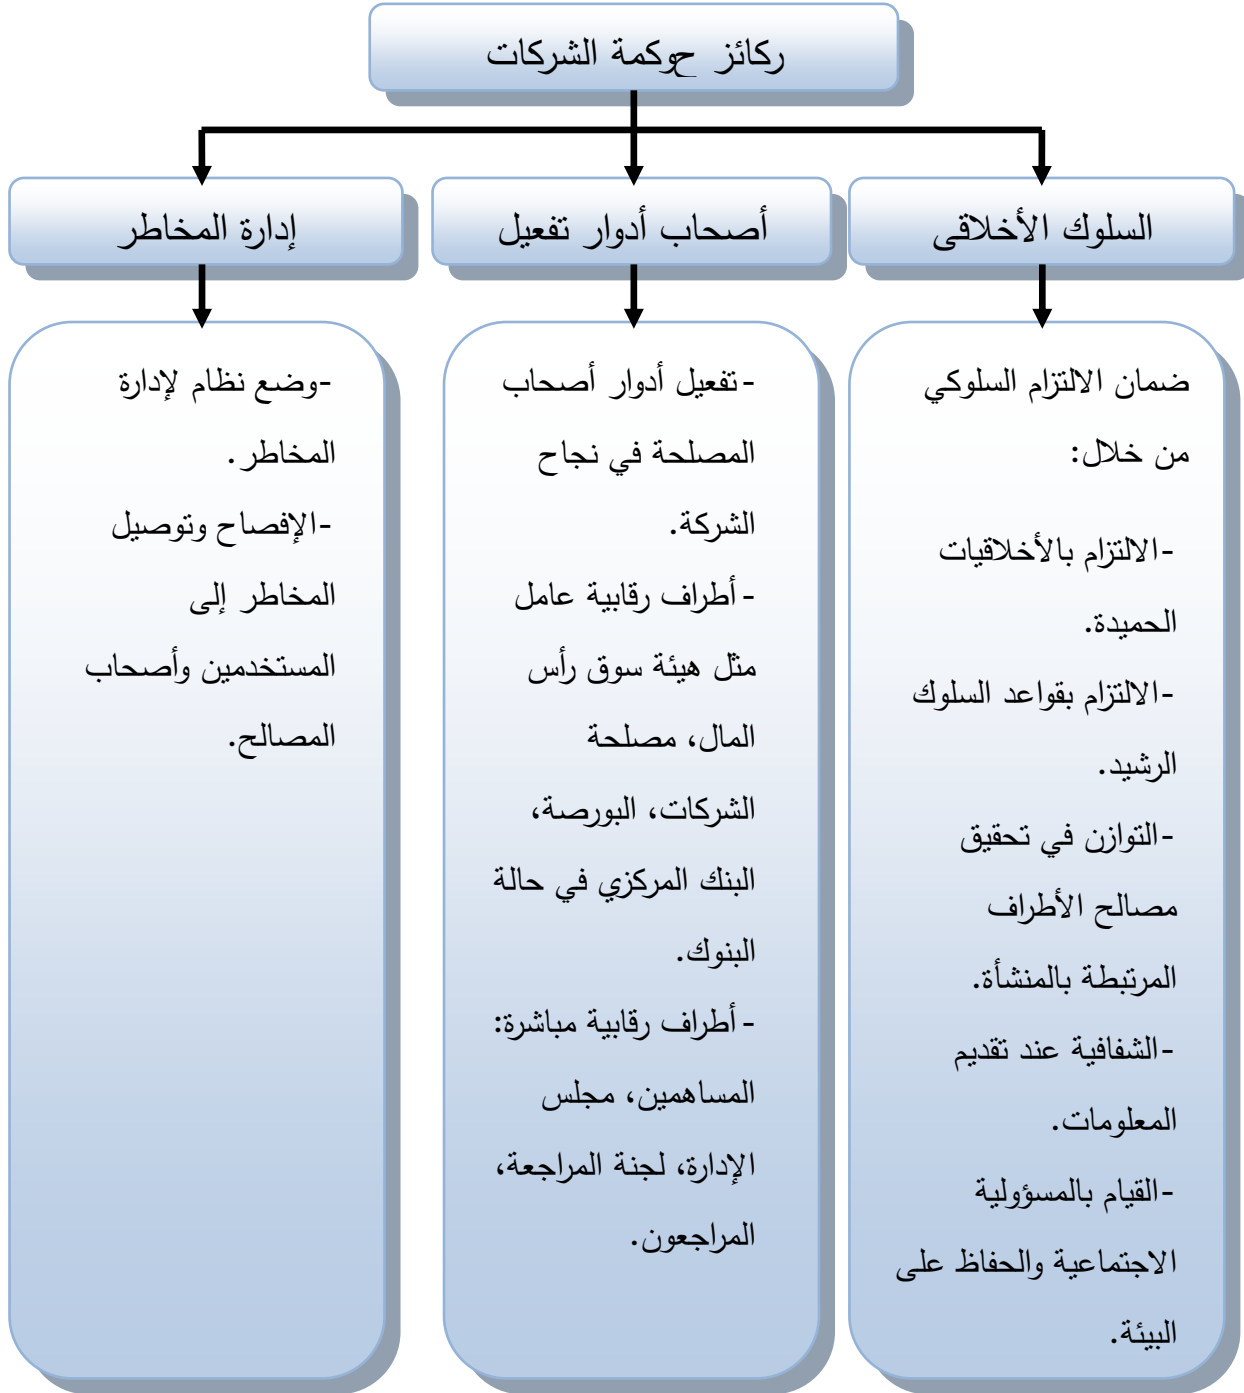 ركائز حوكمة الشركات
السلوك الأخلاقى
أصحاب أدوار تفعيل
إدارة المخاطر
ضمان الالتزام السلوكي
من خلال:
-الالتزام بالأخلاقيات
الحميدة.
-الالتزام بقواعد السلوك
الرشيد.
-التوازن في تحقيق
مصالح الأطراف
المرتبطة بالمنشأة.
-الشفافية عند تقديم
المعلومات.
-القيام بالمسؤولية
الاجتماعية والحفاظ على
البيئة.
-تفعيل أدوار أصحاب
المصلحة في نجاح
الشركة.
-أطراف رقابية عامل
مثل هيئة سوق رأس
المال، مصلحة
الشركات، البورصة،
البنك المركزي في حالة
البنوك.
-أطراف رقابية مباشرة:
المساهمين، مجلس
الإدارة، لجنة المراجعة،
المراجعون.
-وضع نظام لإدارة
المخاطر.
-الإفصاح وتوصيل
المخاطر إلى
المستخدمين وأصحاب
المصالح.